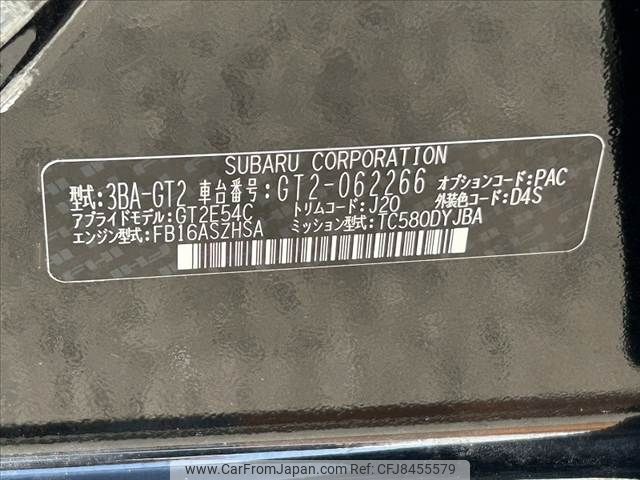 SUBARU CORPORATION
型式:3BA-GT2 車台番号:GT2-062266 オプションコード:PAC
アプライドモデル:GT2E54C トリムコード:J20 外装色コード:D4S
エンジン型式:FB16ASZHSA ミッション型式:TC580DYJBA
www.CarFromJapan.com | © CarFromJapan | Ref. No CFJ8455579